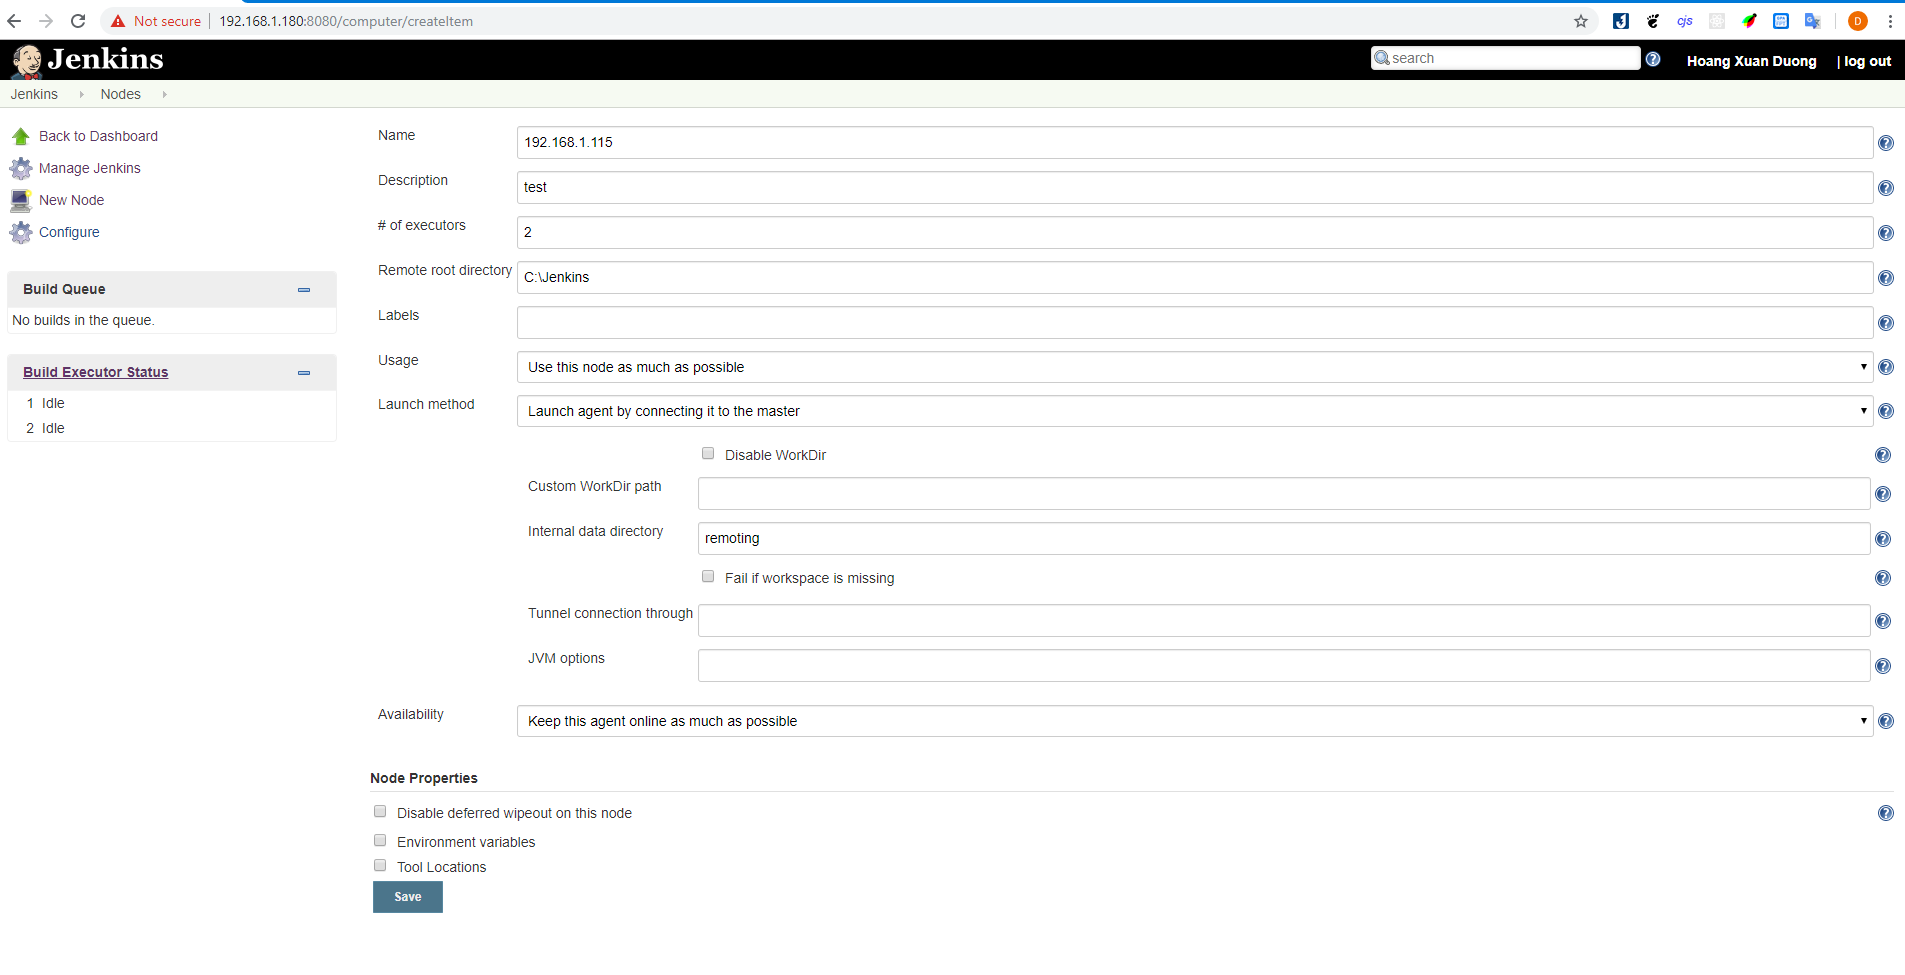 Not secure | 192.168.1.180:8080/computer/createItem
cjs
D
Jenkins
search
Hoang Xuan Duong
| log out
Jenkins
Nodes
Back to Dashboard
Manage Jenkins
New Node
Configure
Build Queue
No builds in the queue.
Build Executor Status
1 Idle
2 Idle
Name
192.168.1.115
Description
test
# of executors
2
Remote root directory
C:\Jenkins
Labels
Usage
Use this node as much as possible
Launch method
Launch agent by connecting it to the master
Disable WorkDir
Custom WorkDir path
Internal data directory
remoting
Fail if workspace is missing
Tunnel connection through
JVM options
Availability
Keep this agent online as much as possible
Node Properties
Disable deferred wipeout on this node
Environment variables
Tool Locations
Save